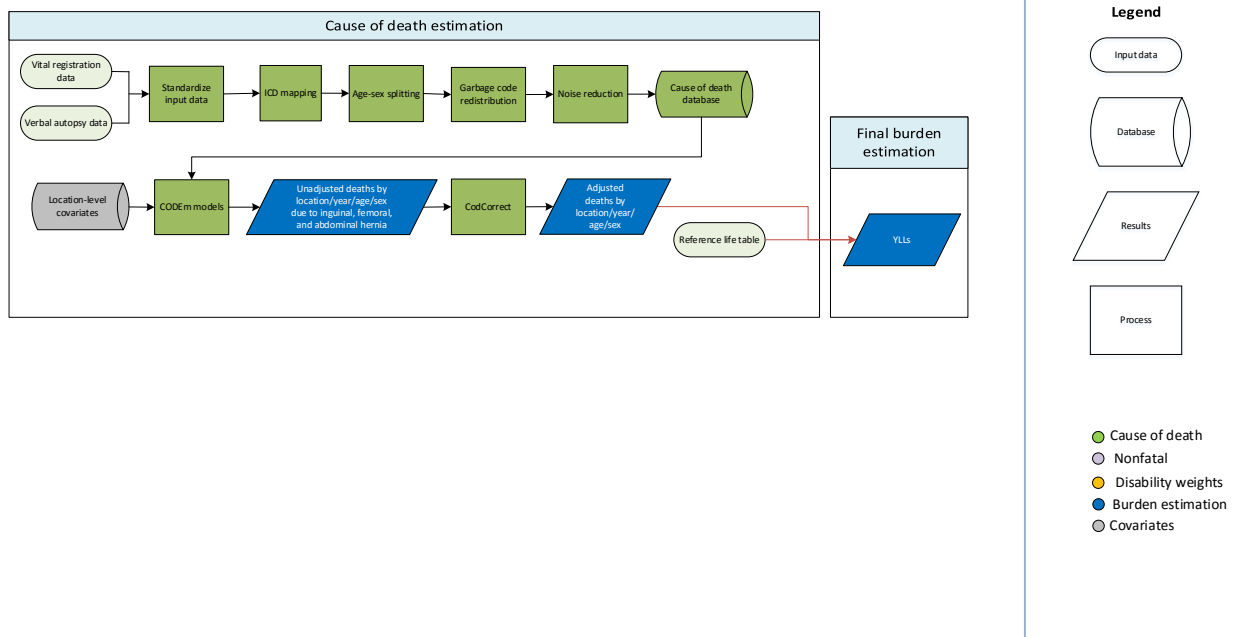 Cause of death estimation
Vital registration
data
Verbal autopsy data
Standardize
input data
ICD mapping
Age-sex splitting
Garbage code
redistribution
Noise reduction
Cause of death
database
Location-level
covariates
CODEm models
Unadjusted deaths by
location/year/age/sex
due to inguinal, femoral,
and abdominal hernia
CodCorrect
Adjusted
deaths by
location/year/
age/sex
Reference life table
Final burden
estimation
YLLs
Legend
Input data
Database
Results
Process
Cause of death
Nonfatal
Disability weights
Burden estimation
Covariates